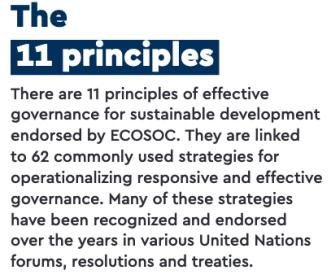 The
11 principles
There are 11 principles of effective
governance for sustainable development
endorsed by ECOSOC. They are linked
to 62 commonly used strategies for
operationalizing responsive and effective
governance. Many of these strategies
have been recognized and endorsed
over the years in various United Nations
forums, resolutions and treaties.